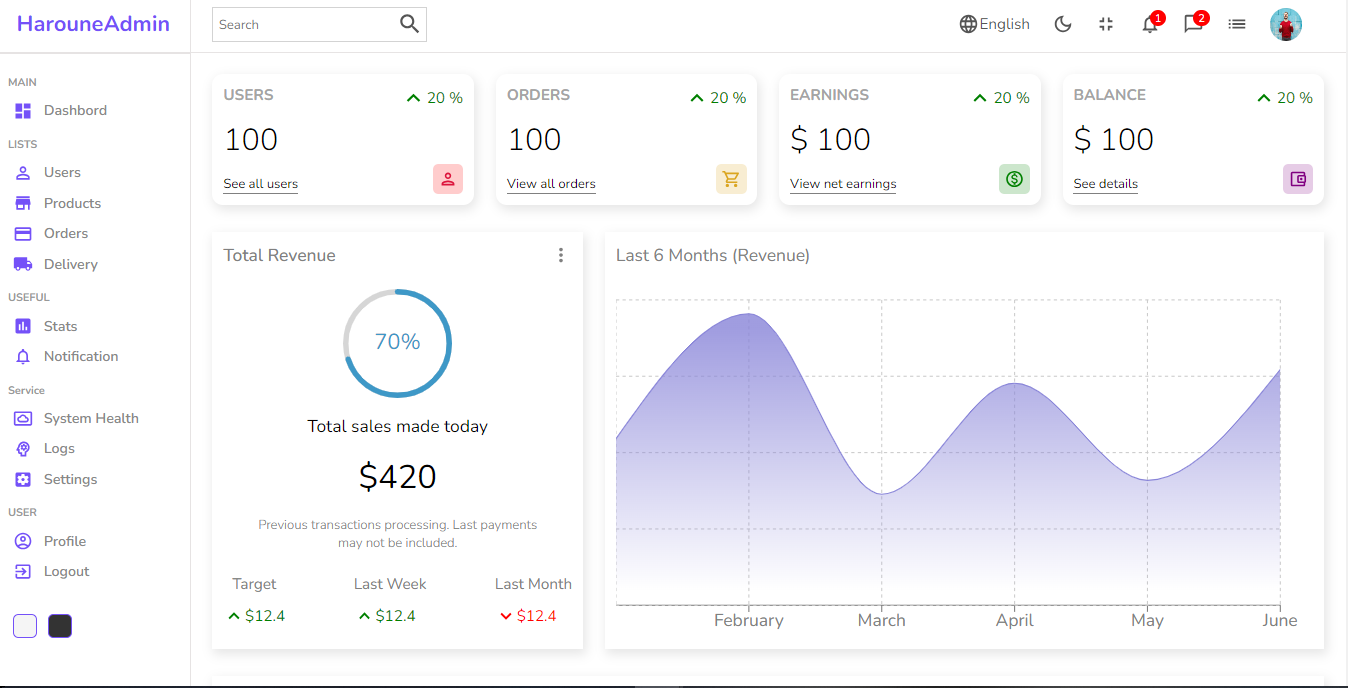 HarouneAdmin
Search
English
1
2
MAIN
Dashbord
LISTS
Users
Products
Orders
Delivery
USEFUL
Stats
Notification
Service
System Health
Logs
Settings
USER
Profile
Logout
USERS
20 %
100
See all users
ORDERS
20 %
100
View all orders
EARNINGS
20 %
$ 100
View net earnings
BALANCE
20 %
$ 100
See details
Total Revenue
70%
Total sales made today
$420
Previous transactions processing. Last payments
may not be included.
Target Last Week Last Month
$12.4 $12.4 $12.4
Last 6 Months (Revenue)
February March April May June